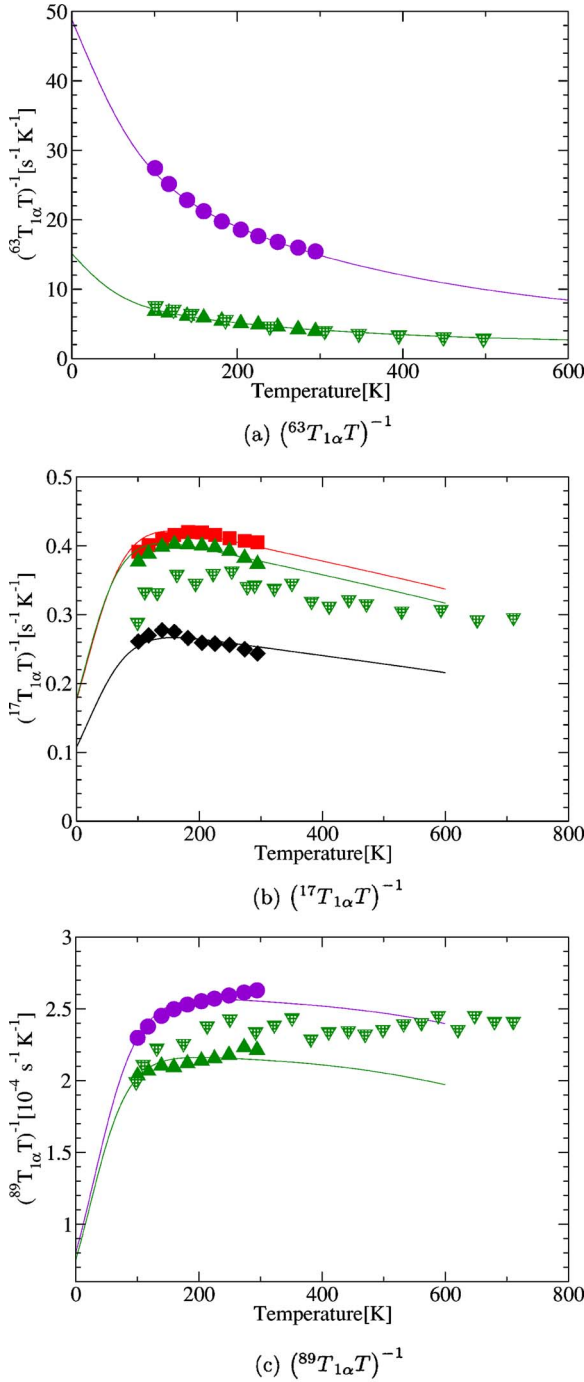 50
40
30
20
10
0
0 200 400 600
(⁶³T₁αT)⁻¹[s⁻¹ K⁻¹]
Temperature[K]
(a) (⁶³T₁αT)⁻¹
0.5
0.4
0.3
0.2
0.1
0
0 200 400 600 800
(¹⁷T₁αT)⁻¹[s⁻¹ K⁻¹]
Temperature[K]
(b) (¹⁷T₁αT)⁻¹
3
2.5
2
1.5
1
0 200 400 600 800
(⁸⁹T₁αT)⁻¹[10⁻⁴ s⁻¹ K⁻¹]
Temperature[K]
(c) (⁸⁹T₁αT)⁻¹